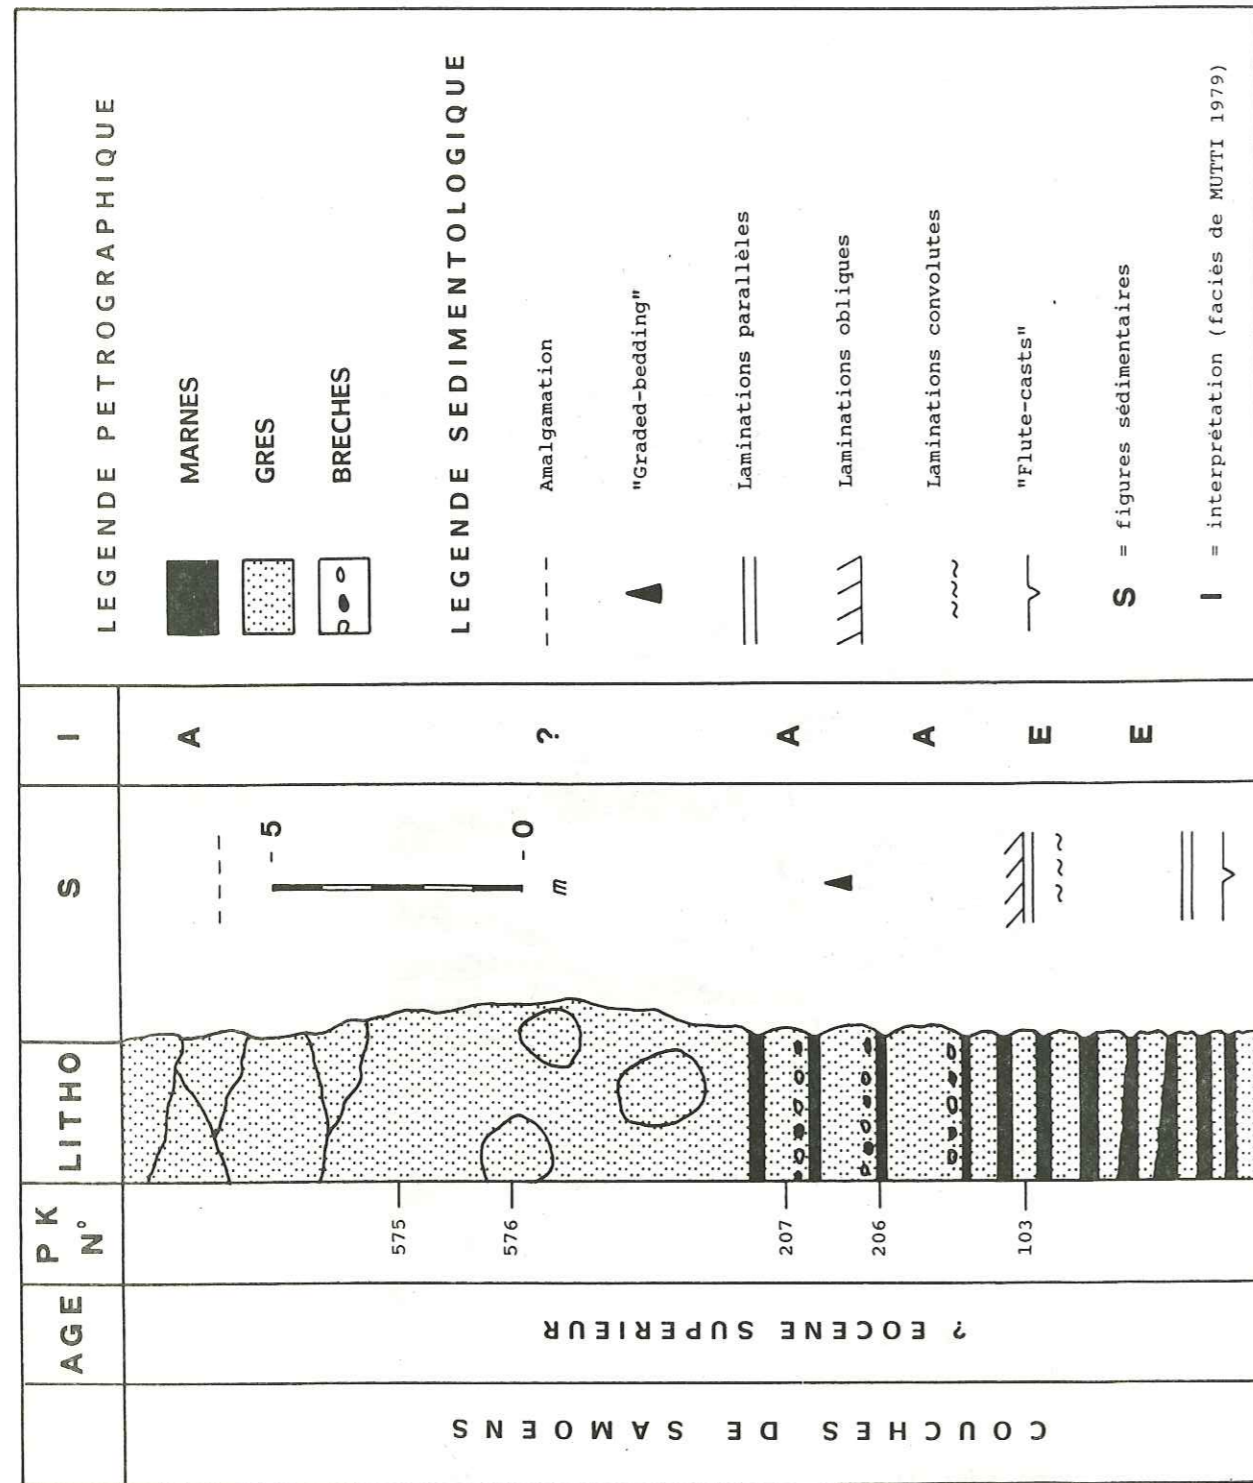 AGE
P K
N°
LITHO
S
I
COUCHES DE SAMOENS
? EOCENE SUPERIEUR
575
576
207
206
103
- 5
- 0
m
A
?
A
A
E
E
LEGENDE PETROGRAPHIQUE
MARNES
GRES
BRECHES
LEGENDE SEDIMENTOLOGIQUE
Amalgamation
"Graded-bedding"
Laminations parallèles
Laminations obliques
Laminations convolutes
"Flute-casts"
S = figures sédimentaires
I = interprétation (faciès de MUTTI 1979)